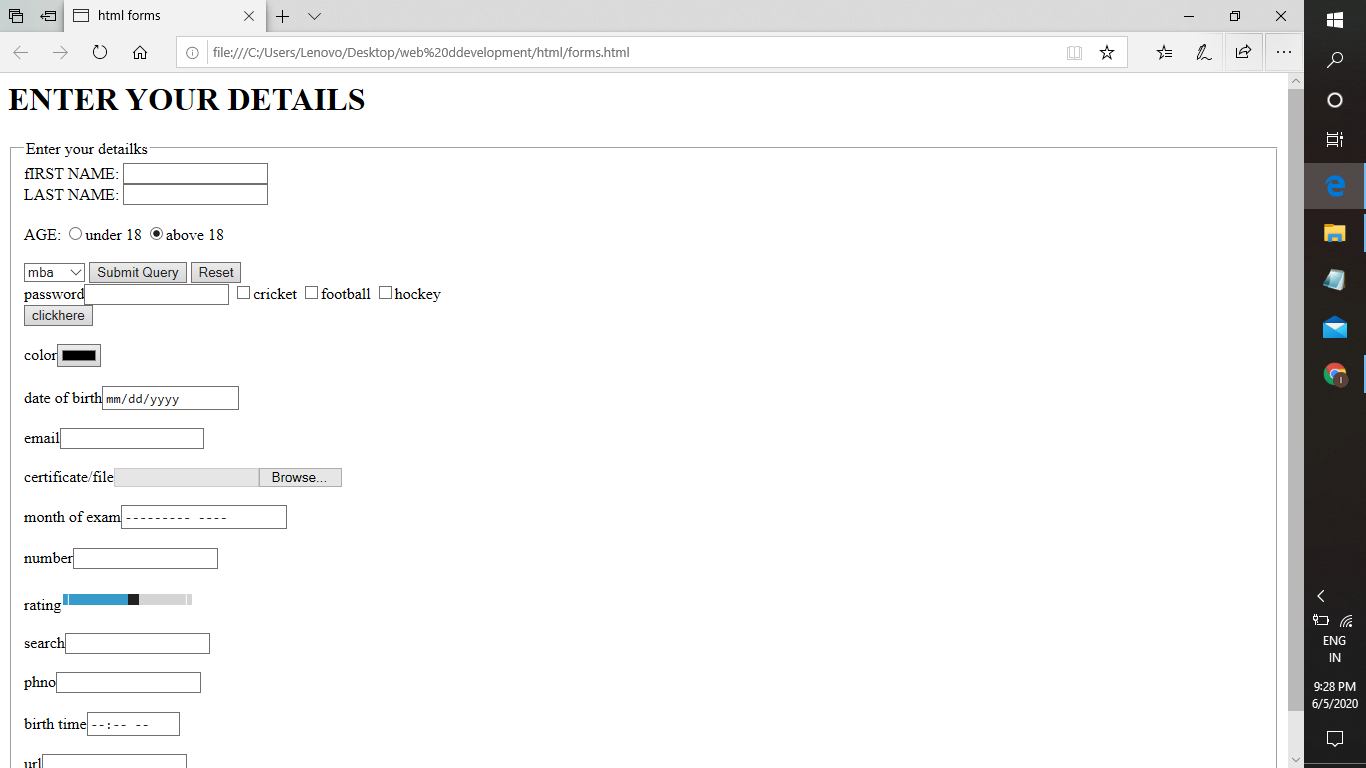 html forms
file:///C:/Users/Lenovo/Desktop/web%20ddevelopment/html/forms.html
ENTER YOUR DETAILS
Enter your detailks
fIRST NAME:
LAST NAME:
AGE: under 18 above 18
mba Submit Query Reset
password cricket football hockey
clickhere
color
date of birth mm/dd/yyyy
email
certificate/file Browse...
month of exam --------- ----
number
rating
search
phno
birth time --:-- --
url
ENG
IN
9:28 PM
6/5/2020